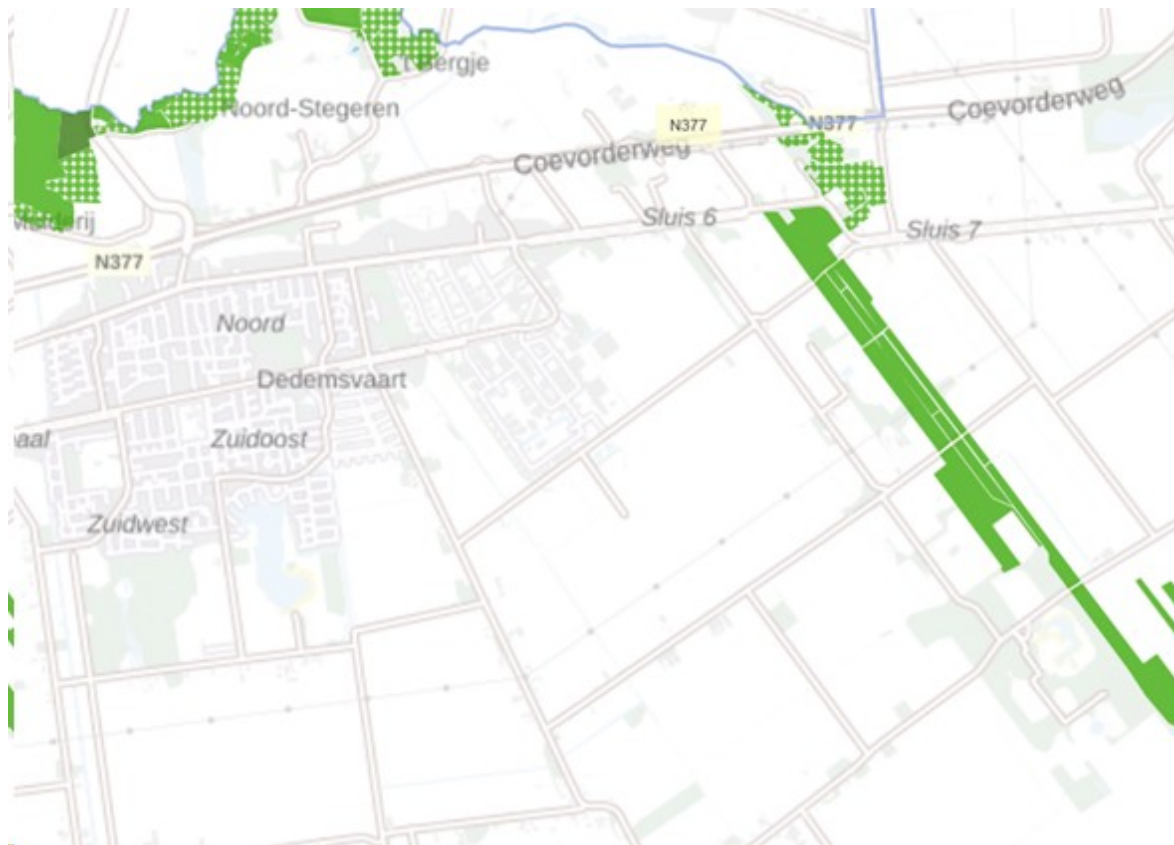 't Bergje
Noord-Stegeren
N377
N377
Coevorderweg
Coevorderweg
Sluis 6
Sluis 7
N377
Noord
Dedemsvaart
Zuidoost
Zuidwest